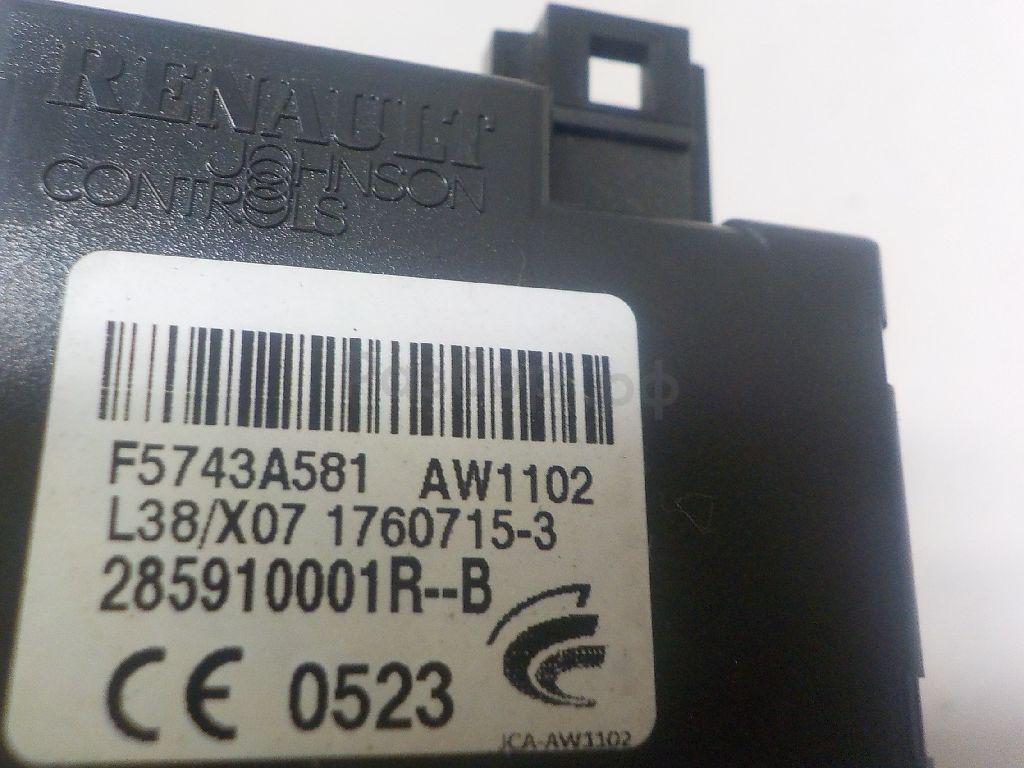 RENAULT
JOHNSON
CONTROLS
F5743A581 AW1102
L38/X07 1760715-3
285910001R--B
CE 0523
JCA-AW1102